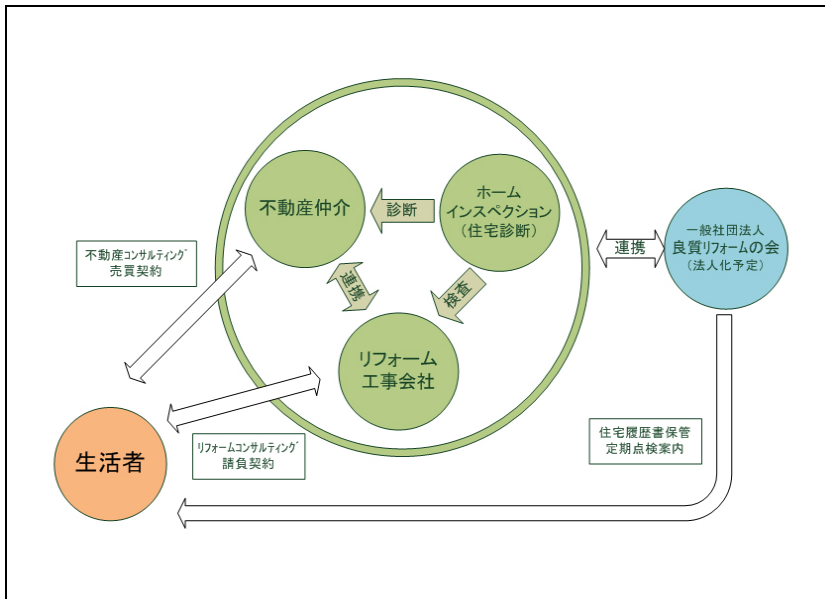 不動産仲介
診断
ホーム
インスペクション
（住宅診断）
連携
一般社団法人
良質リフォームの会
（法人化予定）
不動産ｺﾝｻﾙﾃｨﾝｸﾞ
売買契約
連携
検査
リフォーム
工事会社
生活者
ﾘﾌｫｰﾑｺﾝｻﾙﾃｨﾝｸﾞ
請負契約
住宅履歴書保管
定期点検案内